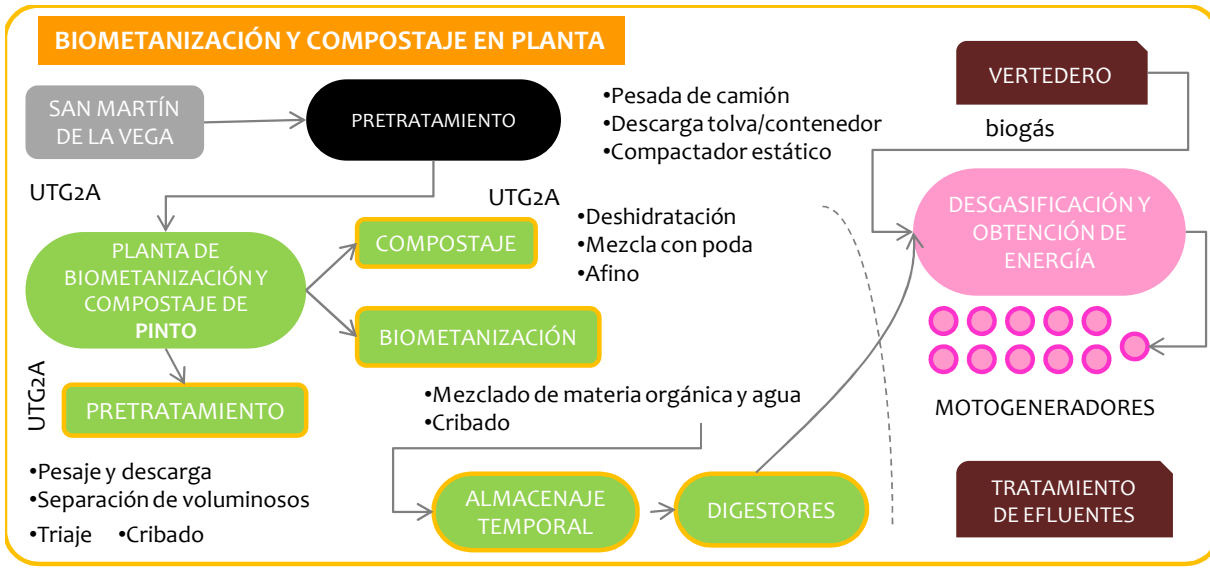 BIOMETANIZACIÓN Y COMPOSTAJE EN PLANTA
SAN MARTÍN
DE LA VEGA
PRETRATAMIENTO
•Pesada de camión
•Descarga tolva/contenedor
•Compactador estático
VERTEDERO
biogás
UTG2A
UTG2A
PLANTA DE
BIOMETANIZACIÓN Y
COMPOSTAJE DE
PINTO
COMPOSTAJE
•Deshidratación
•Mezcla con poda
•Afino
DESGASIFICACIÓN Y
OBTENCIÓN DE
ENERGÍA
BIOMETANIZACIÓN
UTG2A
PRETRATAMIENTO
•Mezclado de materia orgánica y agua
•Cribado
MOTOGENERADORES
•Pesaje y descarga
•Separación de voluminosos
•Triaje •Cribado
ALMACENAJE
TEMPORAL
DIGESTORES
TRATAMIENTO
DE EFLUENTES